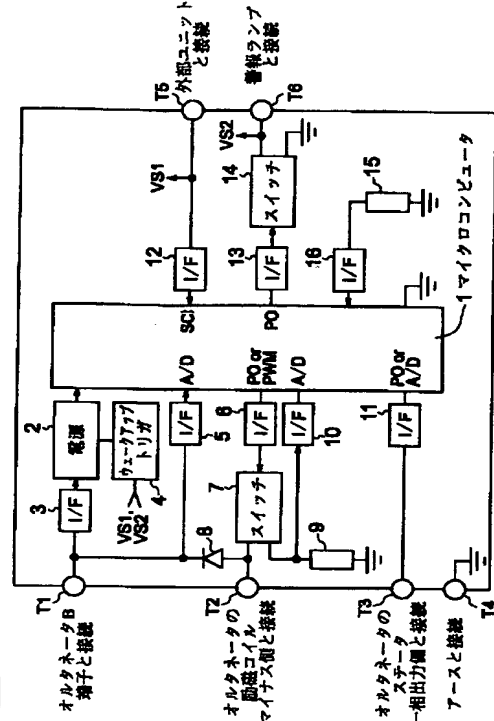 オルタネータB
端子と接続
T1
3
I/F
2
電源
ウェークアップ
トリガ
4
VS1,
VS2
A/D
I/F
5
8
オルタネータの
励磁コイル
マイナス側と接続
T2
7
スイッチ
6
I/F
PO or
PWM
A/D
I/F
10
9
オルタネータの
ステータ
一相出力側と接続
T3
11
I/F
PO or
A/D
アースと接続
T4
1 マイクロコンピュータ
SCI
12
I/F
VS1
T5
外部ユニット
と接続
PO
13
I/F
14
スイッチ
VS2
T6
警報ランプ
と接続
16
I/F
15